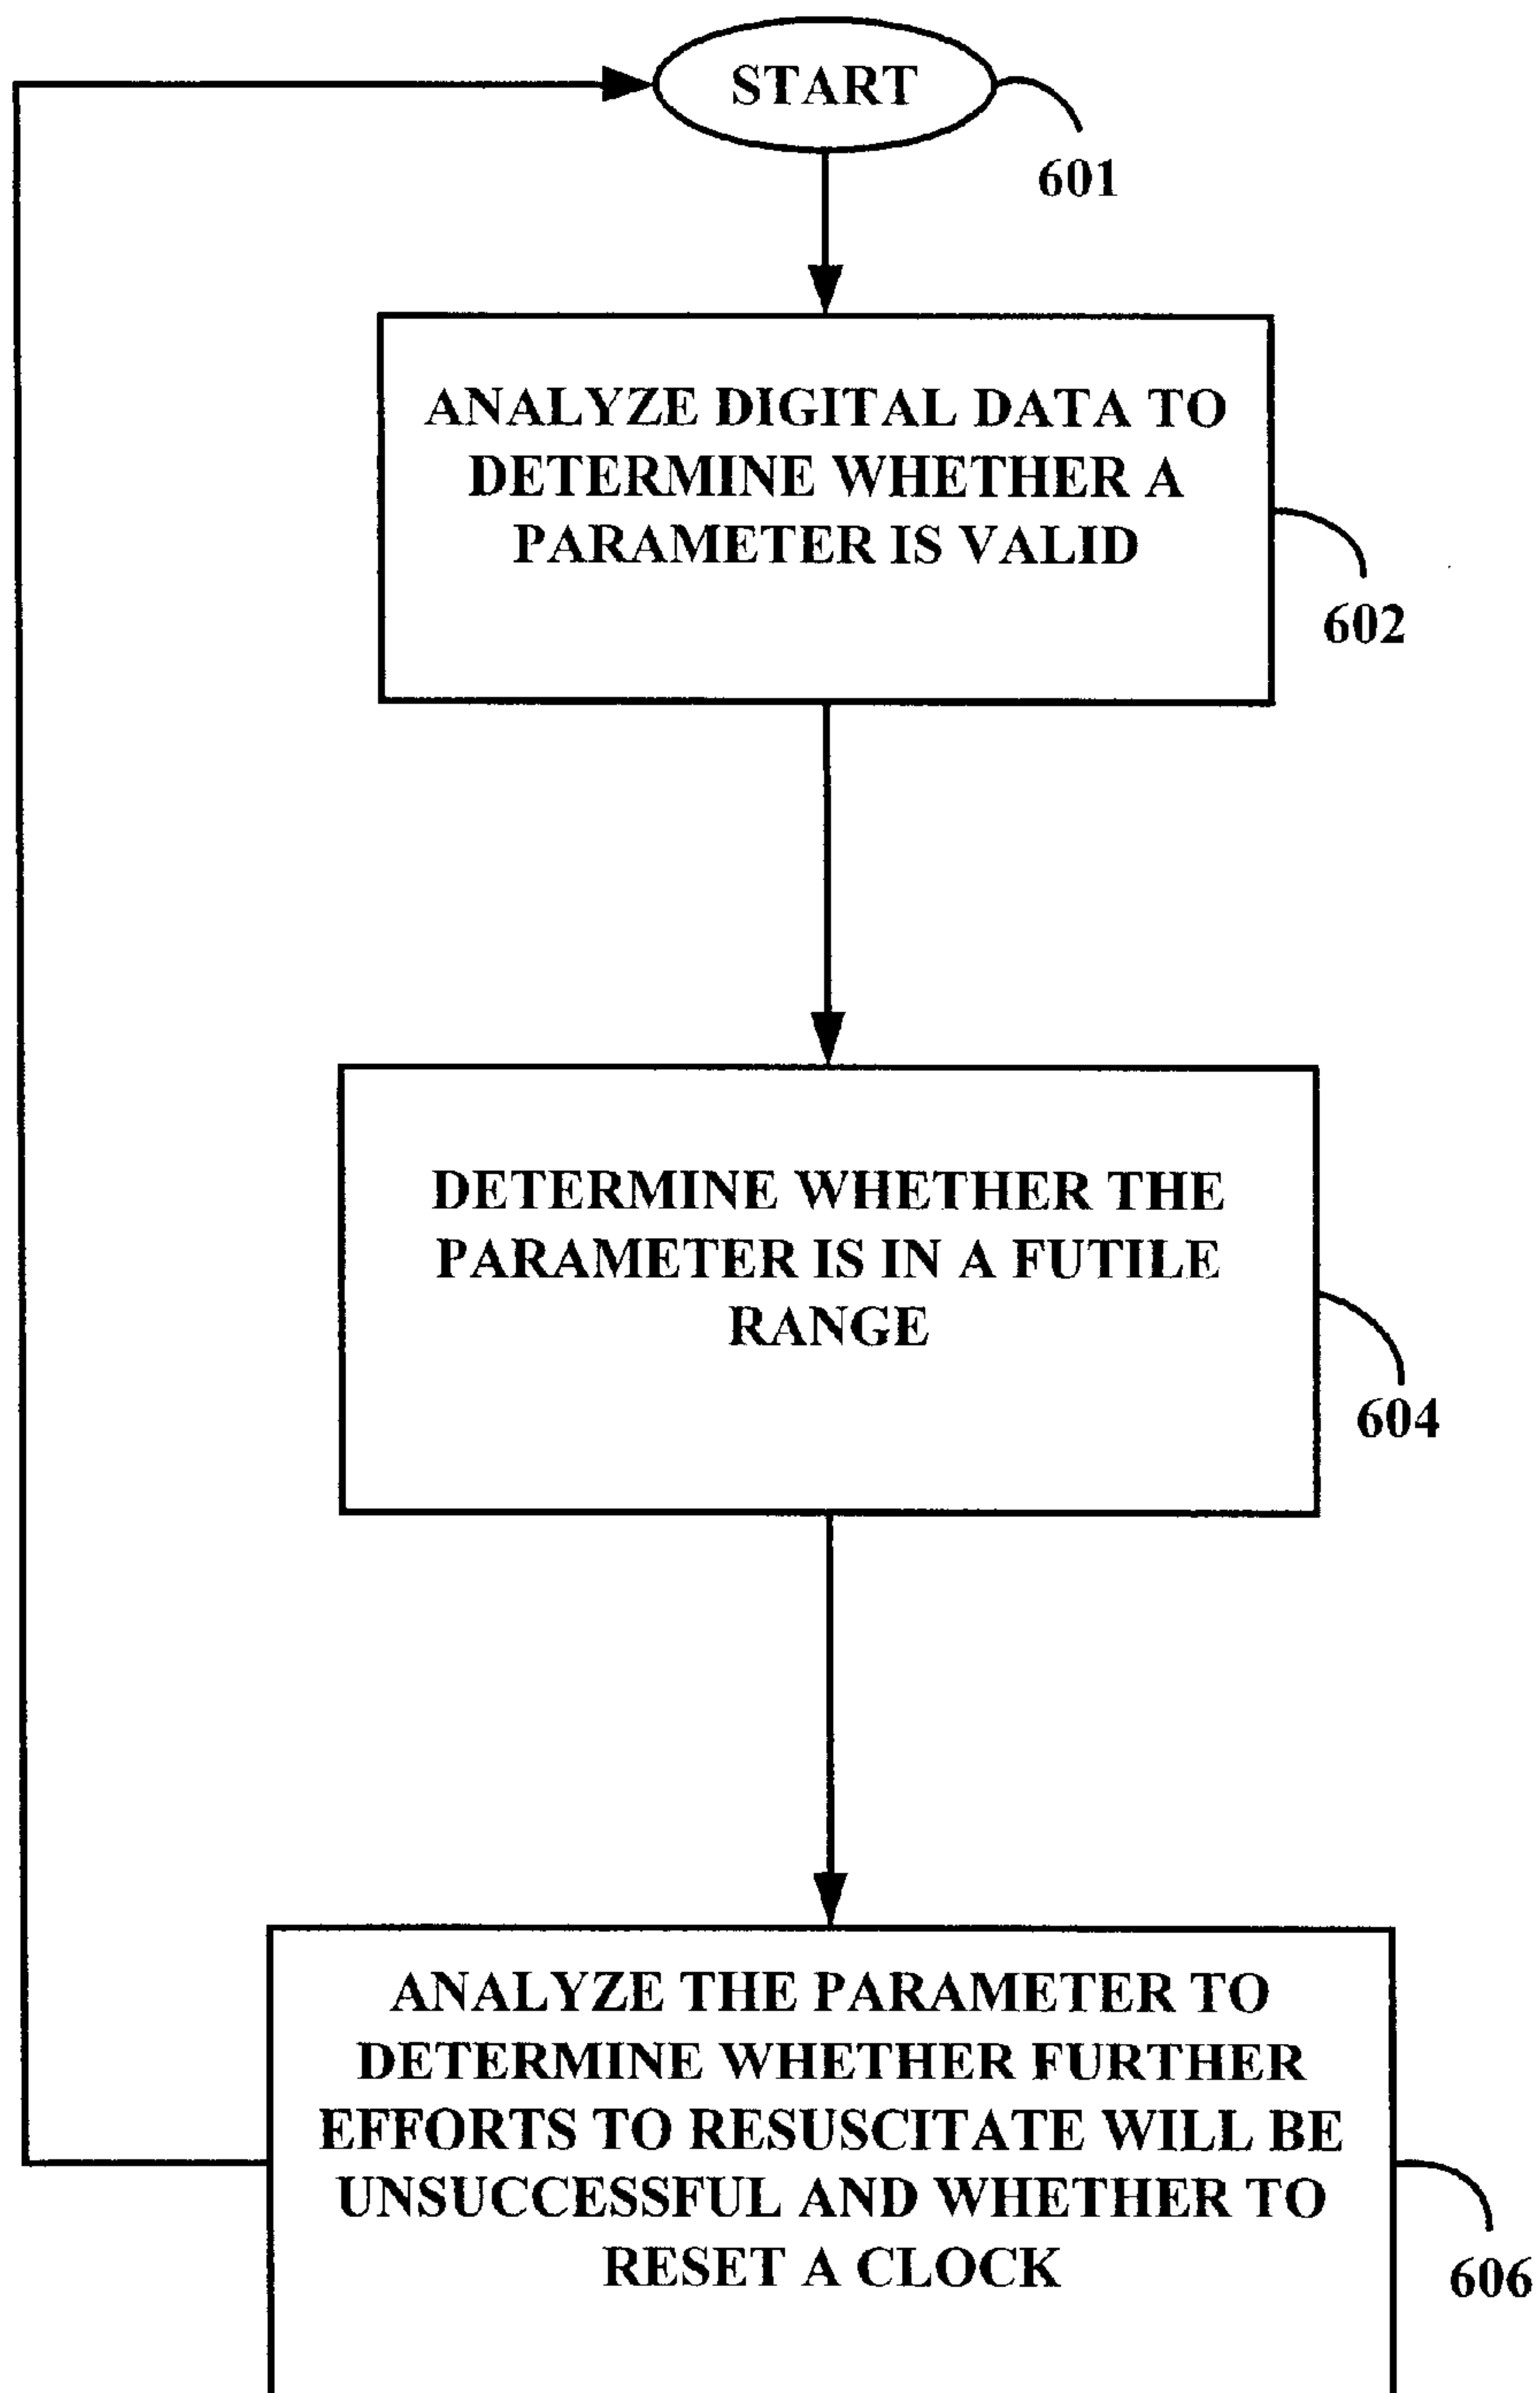 START
601
ANALYZE DIGITAL DATA TO
DETERMINE WHETHER A
PARAMETER IS VALID
602
DETERMINE WHETHER THE
PARAMETER IS IN A FUTILE
RANGE
604
ANALYZE THE PARAMETER TO
DETERMINE WHETHER FURTHER
EFFORTS TO RESUSCITATE WILL BE
UNSUCCESSFUL AND WHETHER TO
RESET A CLOCK
606